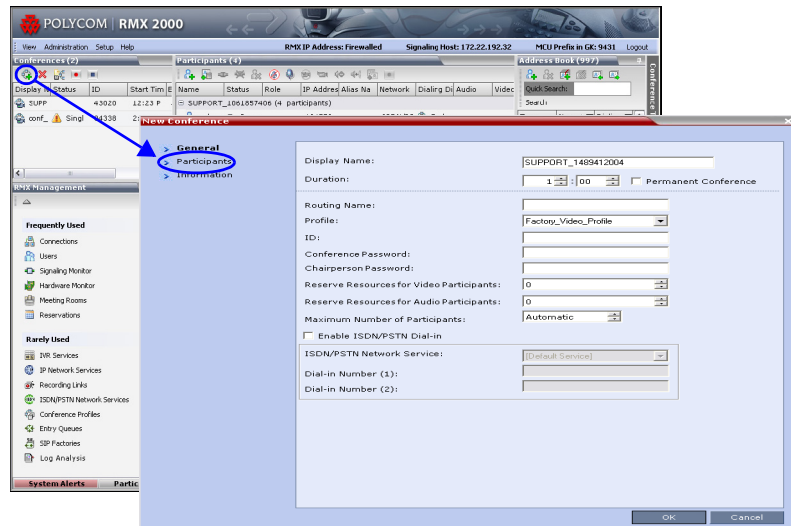 POLYCOM | RMX 2000
View Administration Setup Help RMX IP Address: Firewalled Signaling Host: 172.22.192.32 MCU Prefix in GK: 9431 Logout
Conferences (2) Participants (4) Address Book (997)
Display N Status ID Start Tim E Name Status Role IP Addres Alias Na Network Dialing Di Audio Video Quick Search:
SUPP 43020 12:23 P SUPPORT_1061857406 (4 participants) Search:
conf_ Singl 84338 2:
New Conference
General
Participants
Information
Display Name: SUPPORT_1489412004
Duration: 1 : 00 Permanent Conference
Routing Name:
Profile: Factory_Video_Profile
ID:
Conference Password:
Chairperson Password:
Reserve Resources for Video Participants: 0
Reserve Resources for Audio Participants: 0
Maximum Number of Participants: Automatic
Enable ISDN/PSTN Dial-in
ISDN/PSTN Network Service: [Default Service]
Dial-in Number (1):
Dial-in Number (2):
OK Cancel
RMX Management
Frequently Used
Connections
Users
Signaling Monitor
Hardware Monitor
Meeting Rooms
Reservations
Rarely Used
IVR Services
IP Network Services
Recording Links
ISDN/PSTN Network Services
Conference Profiles
Entry Queues
SIP Factories
Log Analysis
System Alerts Partic